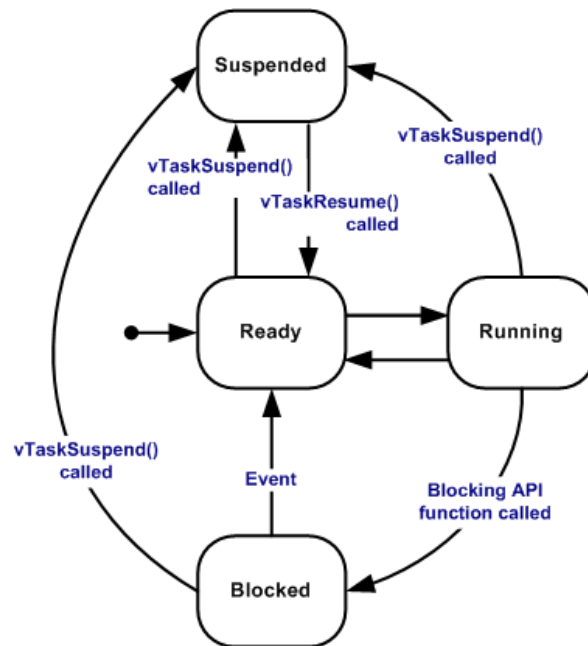 Suspended
vTaskSuspend()
called
vTaskSuspend()
called
vTaskResume()
called
Ready
Running
vTaskSuspend()
called
Event
Blocking API
function called
Blocked